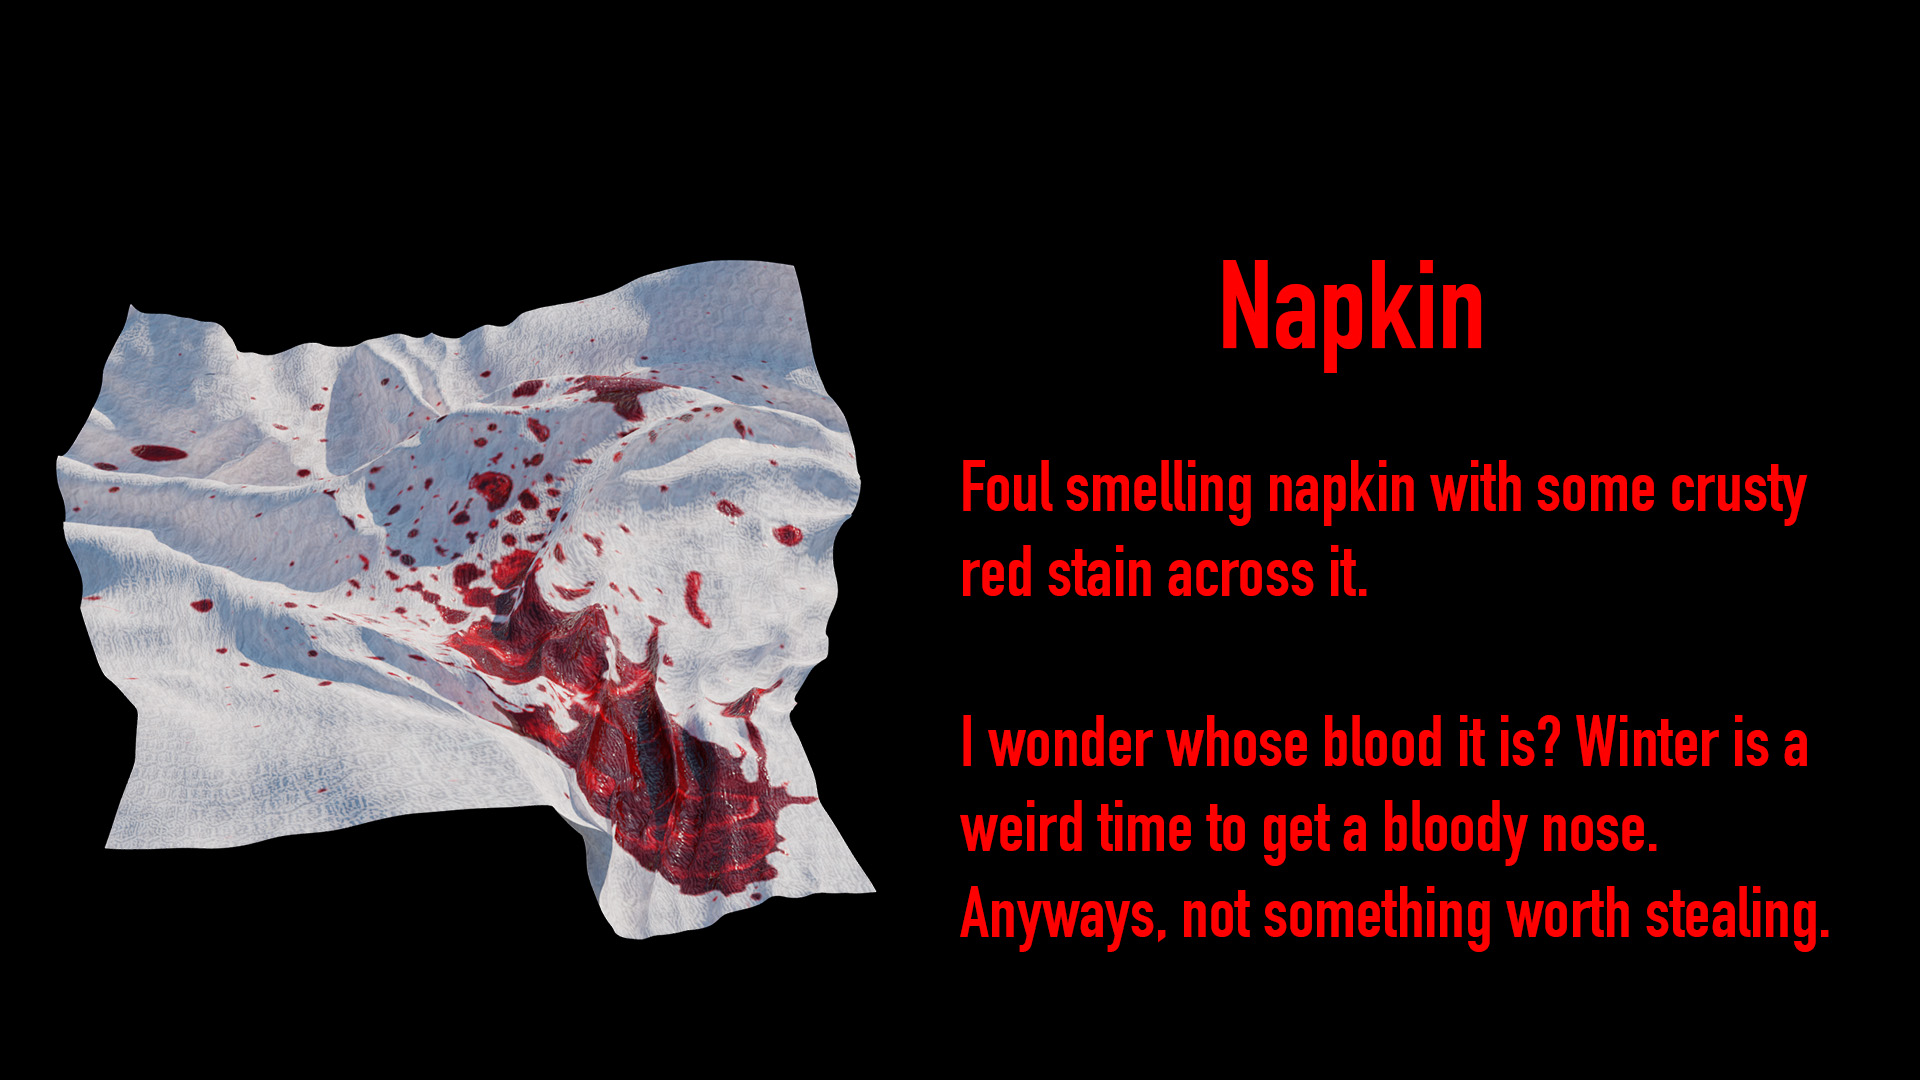 Napkin
Foul smelling napkin with some crusty
red stain across it.
I wonder whose blood it is? Winter is a
weird time to get a bloody nose.
Anyways, not something worth stealing.